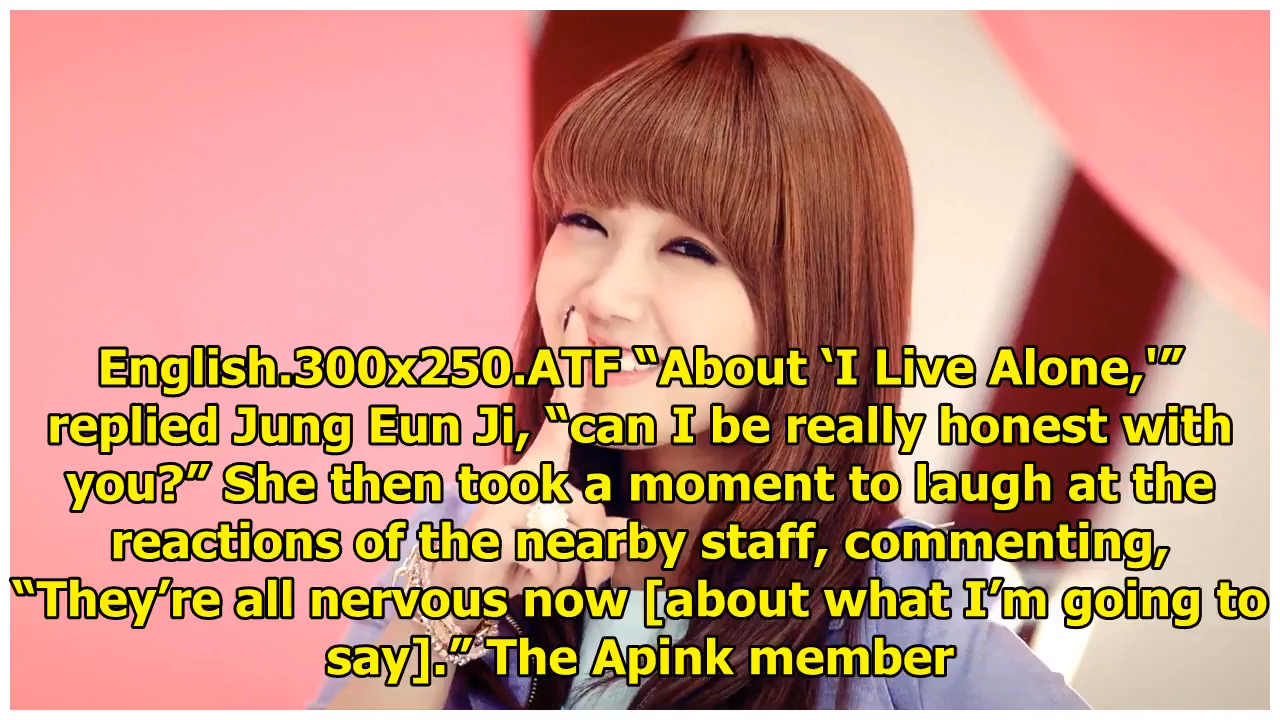 English.300x250.ATF “About ‘I Live Alone,'”
replied Jung Eun Ji, “can I be really honest with
you?” She then took a moment to laugh at the
reactions of the nearby staff, commenting,
“They’re all nervous now [about what I’m going to
say].” The Apink member